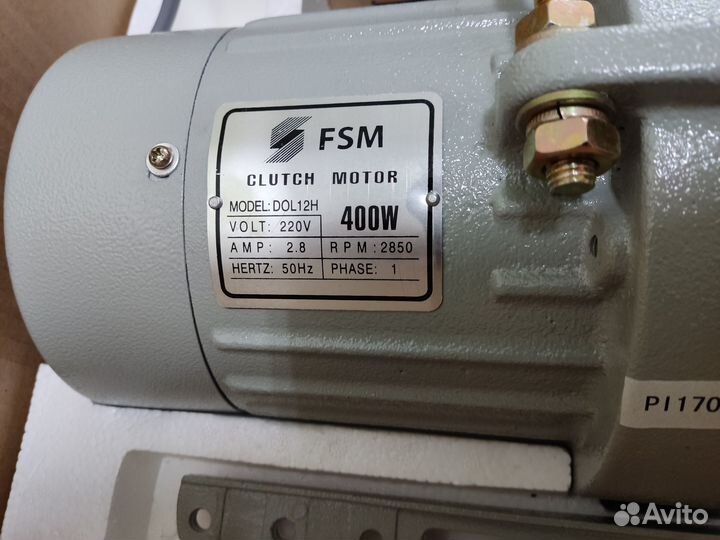 FSM
CLUTCH MOTOR
MODEL: DOL12H
400W
VOLT: 220V
AMP: 2.8 RPM: 2850
HERTZ: 50Hz PHASE: 1
PI170
Avito